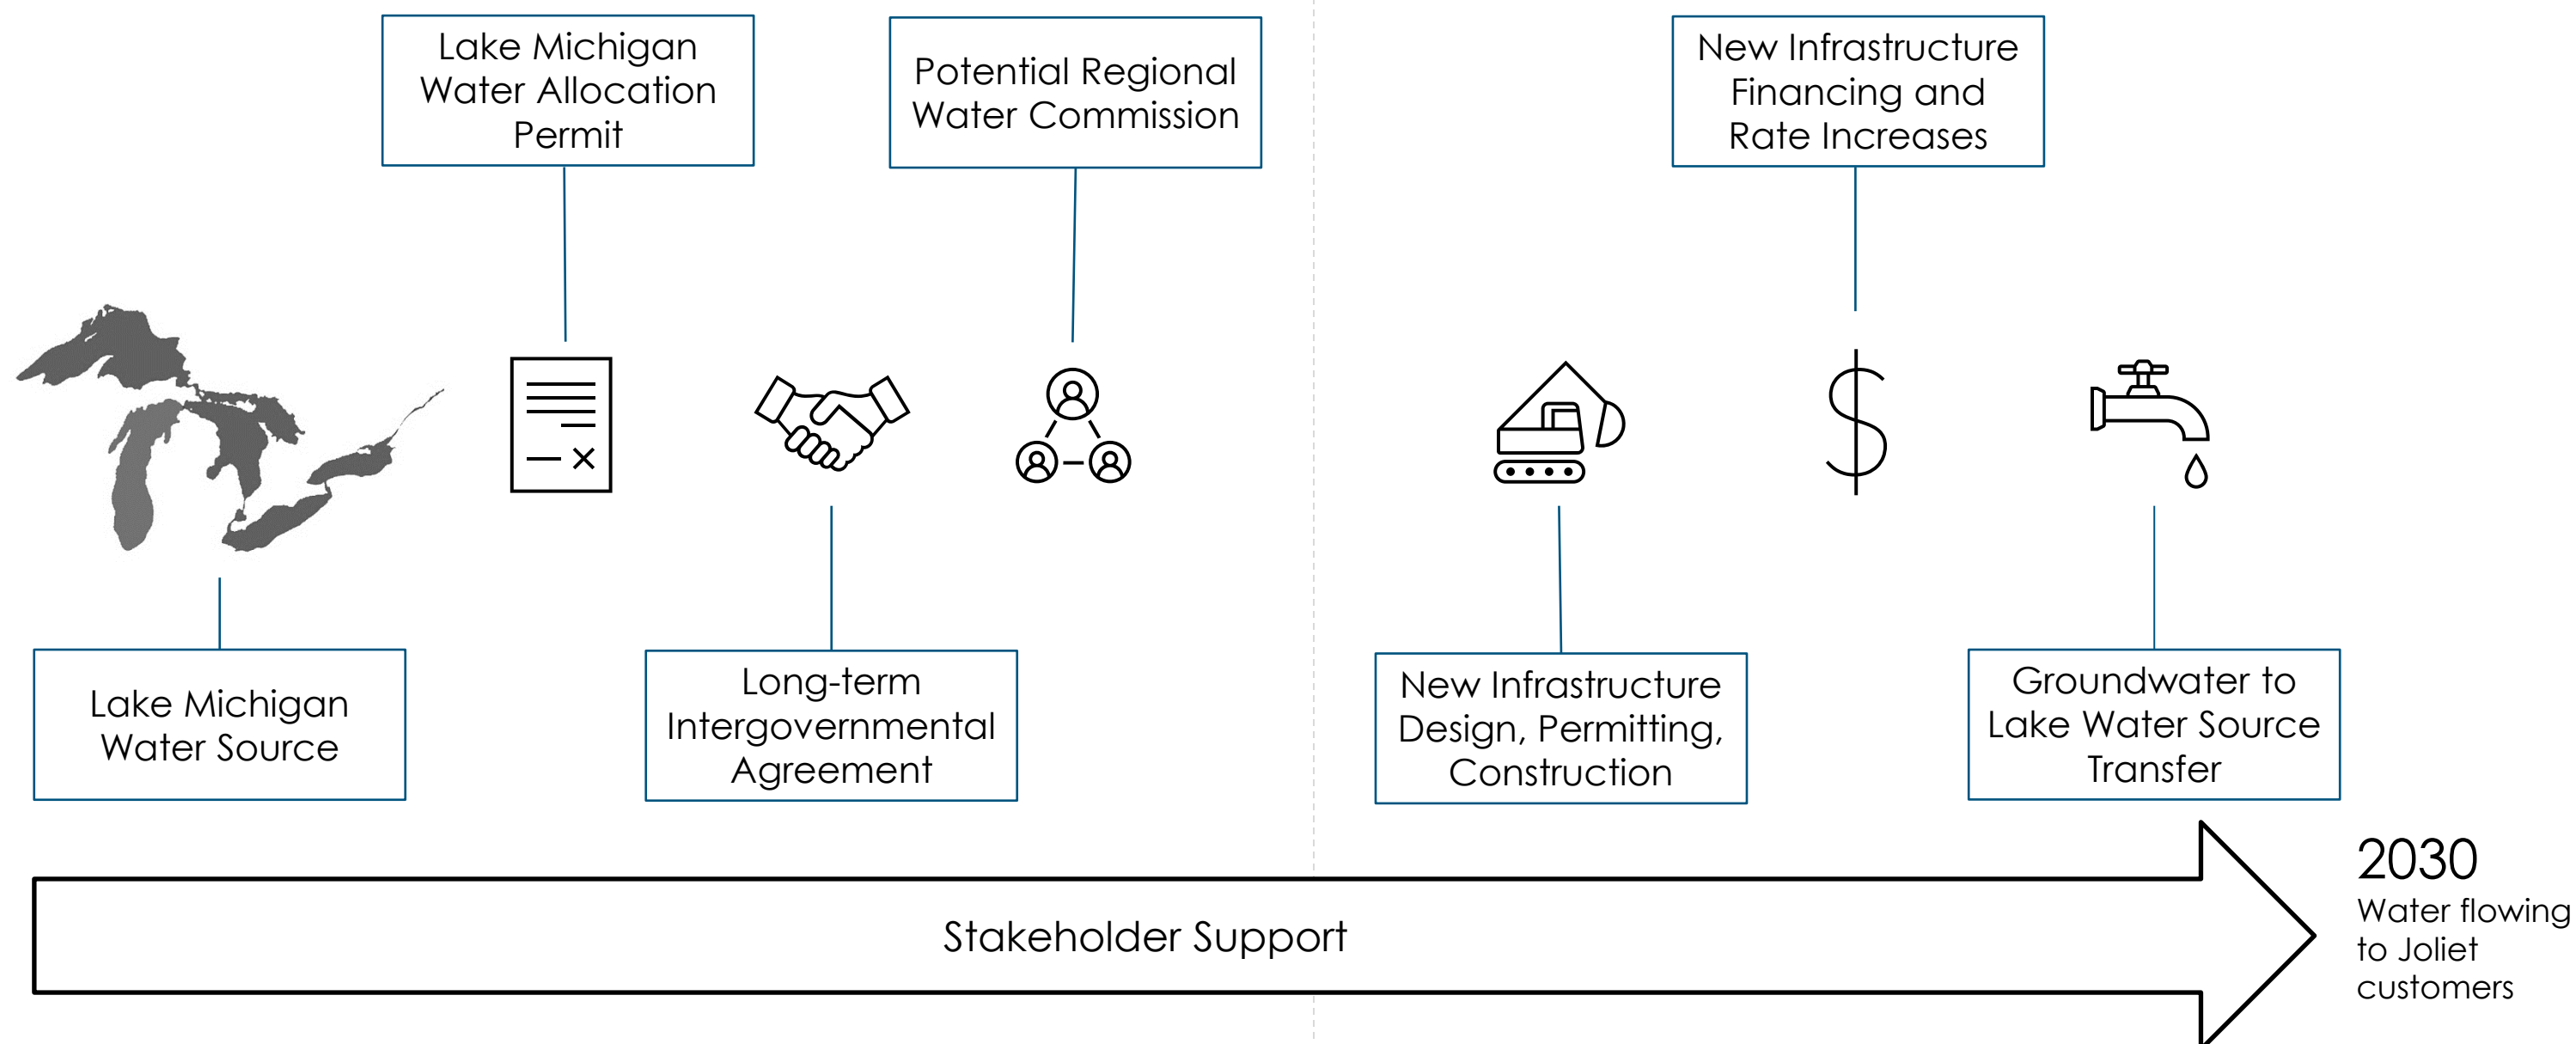 Lake Michigan
Water Allocation
Permit
Potential Regional
Water Commission
New Infrastructure
Financing and
Rate Increases
Lake Michigan
Water Source
Long-term
Intergovernmental
Agreement
New Infrastructure
Design, Permitting,
Construction
Groundwater to
Lake Water Source
Transfer
Stakeholder Support
2030
Water flowing
to Joliet
customers